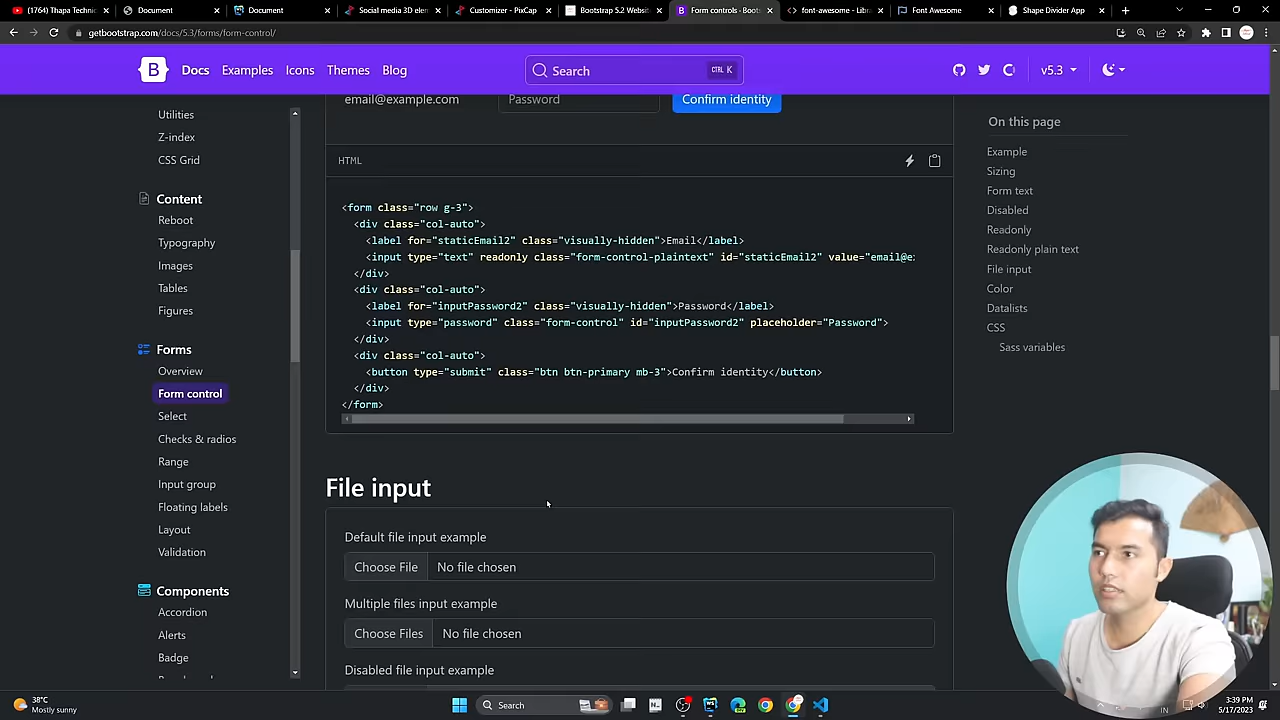 (1764) Thapa Technic
Document
Document
Social media 3D elem
Customizer - PixCap
Bootstrap 5.2 Websit
Form controls · Boots
font-awesome - Libra
Font Awesome
Shape Divider App
getbootstrap.com/docs/5.3/forms/form-control/
B
Docs
Examples
Icons
Themes
Blog
Search
CTRL K
v5.3
Utilities
Z-index
CSS Grid
Content
Reboot
Typography
Images
Tables
Figures
Forms
Overview
Form control
Select
Checks & radios
Range
Input group
Floating labels
Layout
Validation
Components
Accordion
Alerts
Badge
email@example.com
Password
Confirm identity
HTML
<form class="row g-3">
<div class="col-auto">
<label for="staticEmail2" class="visually-hidden">Email</label>
<input type="text" readonly class="form-control-plaintext" id="staticEmail2" value="email@e
</div>
<div class="col-auto">
<label for="inputPassword2" class="visually-hidden">Password</label>
<input type="password" class="form-control" id="inputPassword2" placeholder="Password">
</div>
<div class="col-auto">
<button type="submit" class="btn btn-primary mb-3">Confirm identity</button>
</div>
</form>
File input
Default file input example
Choose File
No file chosen
Multiple files input example
Choose Files
No file chosen
Disabled file input example
On this page
Example
Sizing
Form text
Disabled
Readonly
Readonly plain text
File input
Color
Datalists
CSS
Sass variables
38°C
Mostly sunny
Search
IN
3:39 PM
5/17/2023